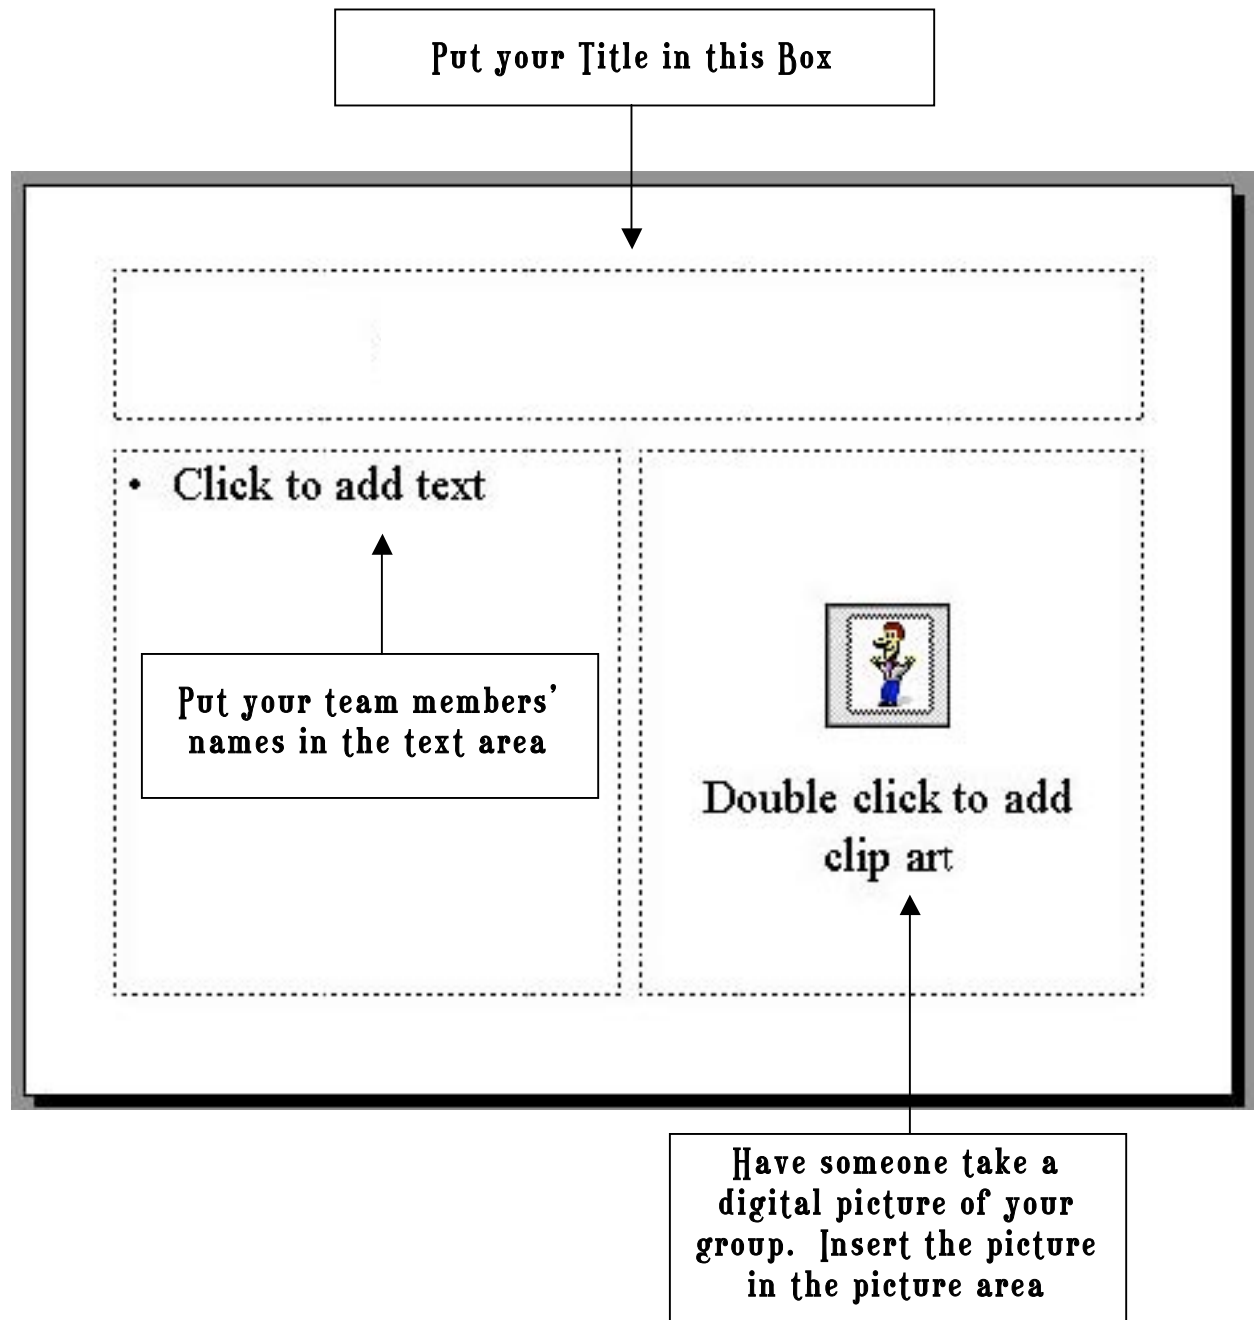 Put your Title in this Box
• Click to add text
Put your team members’
names in the text area
Double click to add
clip art
Have someone take a
digital picture of your
group.  Insert the picture
in the picture area